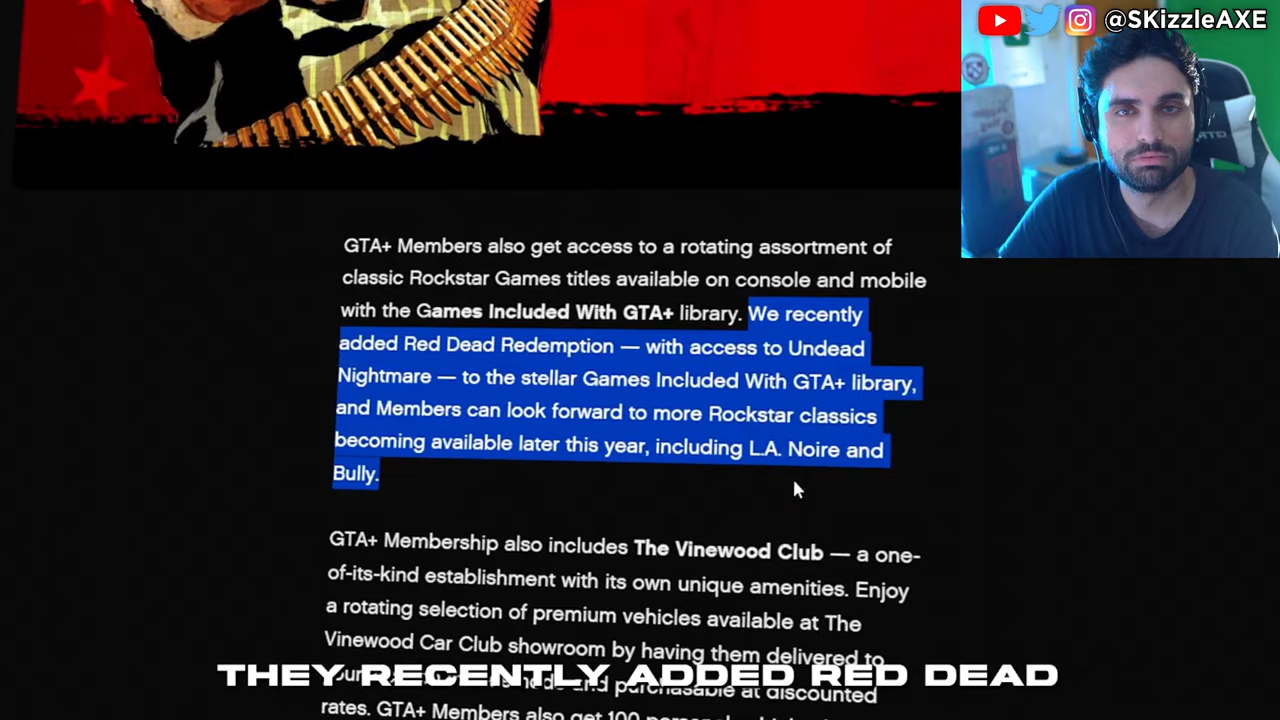 @SKizzleAXE
GTA+ Members also get access to a rotating assortment of
classic Rockstar Games titles available on console and mobile
with the Games Included With GTA+ library. We recently
added Red Dead Redemption — with access to Undead
Nightmare — to the stellar Games Included With GTA+ library,
and Members can look forward to more Rockstar classics
becoming available later this year, including L.A. Noire and
Bully.
GTA+ Membership also includes The Vinewood Club — a one-
of-its-kind establishment with its own unique amenities. Enjoy
a rotating selection of premium vehicles available at The
Vinewood Car Club showroom by having them delivered to
and purchasable at discounted
THEY RECENTLY ADDED RED DEAD
rates. GTA+ Members also get 100